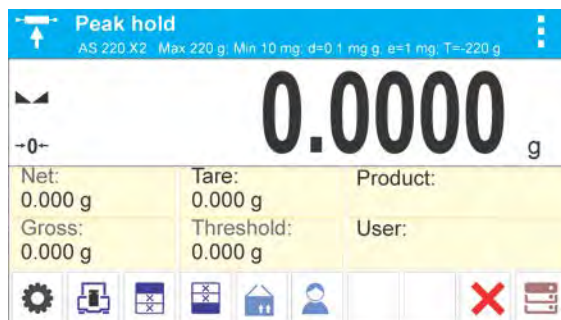 Peak hold
AS 220.X2 Max 220 g; Min 10 mg; d=0.1 mg g, e=1 mg; T=-220 g
0.0000 g
→0←
Net: Tare: Product:
0.000 g 0.000 g
Gross: Threshold: User:
0.000 g 0.000 g